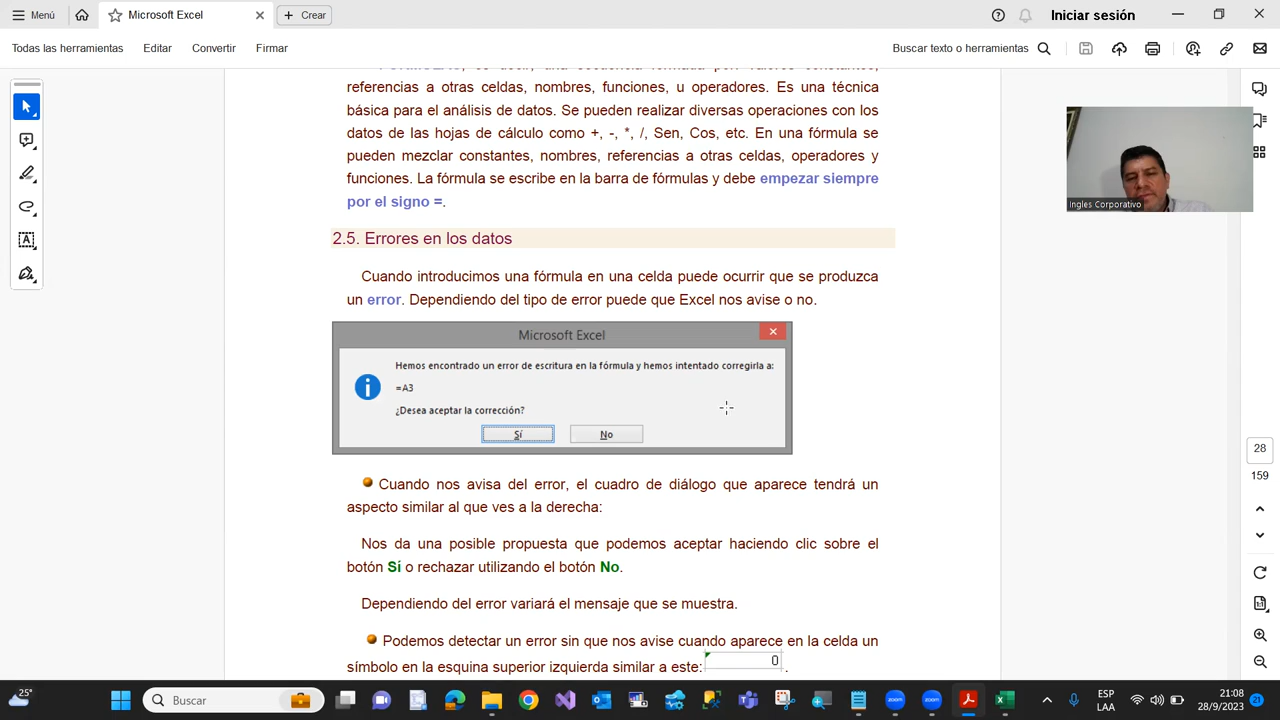 Menú
Microsoft Excel
Crear
Iniciar sesión
Todas las herramientas
Editar
Convertir
Firmar
Buscar texto o herramientas
referencias a otras celdas, nombres, funciones, u operadores. Es una técnica
básica para el análisis de datos. Se pueden realizar diversas operaciones con los
datos de las hojas de cálculo como +, -, *, /, Sen, Cos, etc. En una fórmula se
pueden mezclar constantes, nombres, referencias a otras celdas, operadores y
funciones. La fórmula se escribe en la barra de fórmulas y debe empezar siempre
por el signo =.
Ingles Corporativo
2.5. Errores en los datos
Cuando introducimos una fórmula en una celda puede ocurrir que se produzca
un error. Dependiendo del tipo de error puede que Excel nos avise o no.
Microsoft Excel
Hemos encontrado un error de escritura en la fórmula y hemos intentado corregirla a:
=A3
¿Desea aceptar la corrección?
Sí
No
Cuando nos avisa del error, el cuadro de diálogo que aparece tendrá un
aspecto similar al que ves a la derecha:
Nos da una posible propuesta que podemos aceptar haciendo clic sobre el
botón Sí o rechazar utilizando el botón No.
Dependiendo del error variará el mensaje que se muestra.
Podemos detectar un error sin que nos avise cuando aparece en la celda un
símbolo en la esquina superior izquierda similar a este: 0 .
28
159
25°
Buscar
ESP
LAA
21:08
28/9/2023